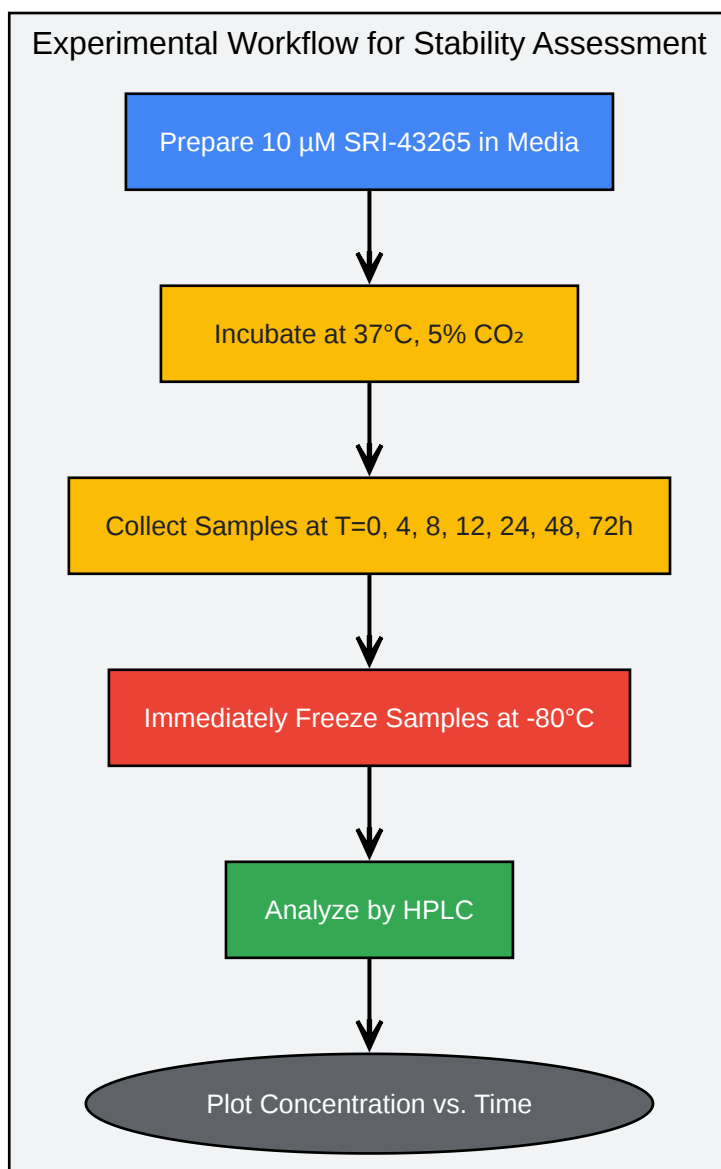 Experimental Workflow for Stability Assessment
Prepare 10 µM SRI-43265 in Media
Incubate at 37°C, 5% CO₂
Collect Samples at T=0, 4, 8, 12, 24, 48, 72h
Immediately Freeze Samples at -80°C
Analyze by HPLC
Plot Concentration vs. Time